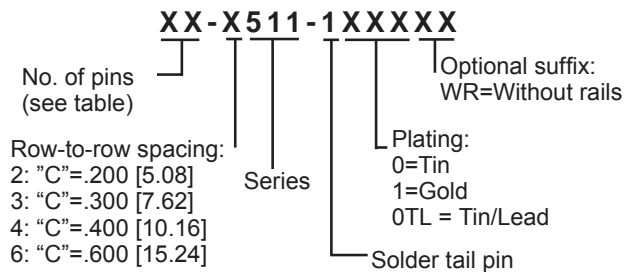 XX-X511-1XXXXX
No. of pins
(see table)
Optional suffix:
WR=Without rails
Row-to-row spacing:
2: ”C”=.200 [5.08]
3: “C”=.300 [7.62]
4: “C”=.400 [10.16]
6: “C”=.600 [15.24]
Series
Plating:
0=Tin
1=Gold
0TL = Tin/Lead
Solder tail pin